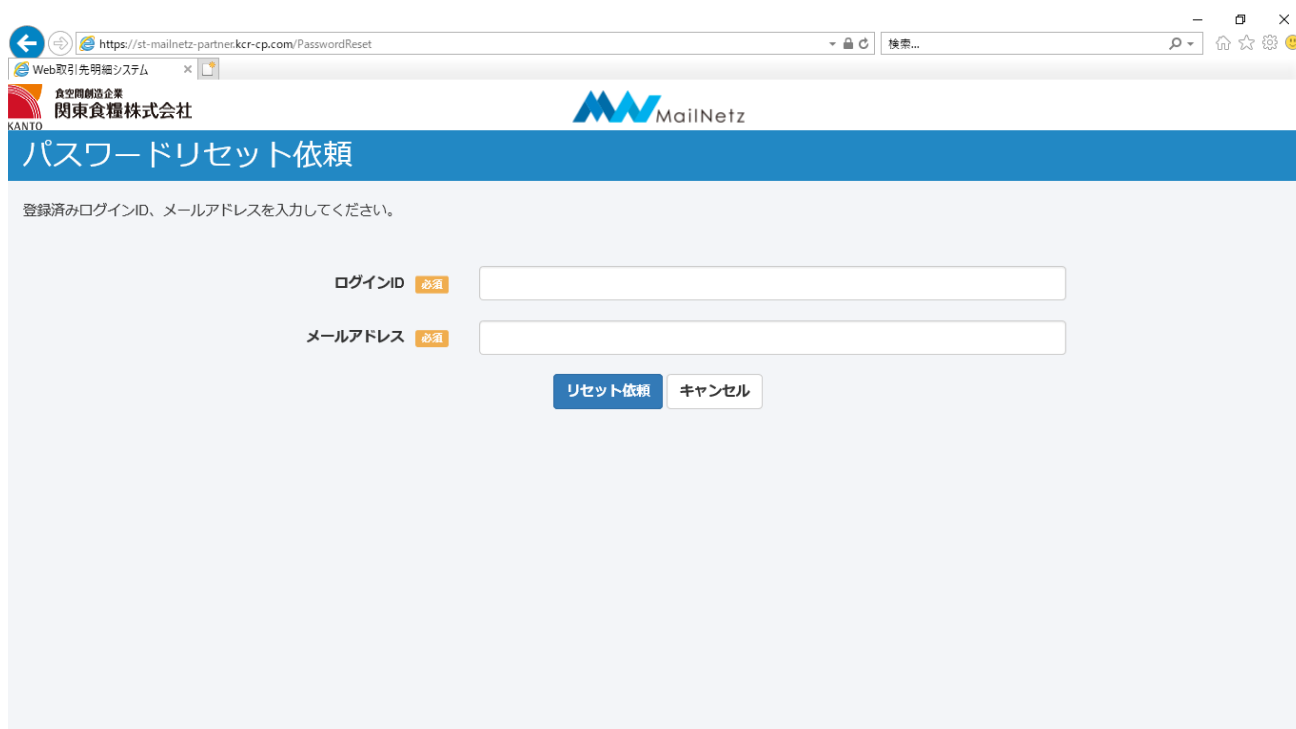 https://st-mailnetz-partner.kcr-cp.com/PasswordReset
検索...
Web取引先明細システム
食空間創造企業
関東食糧株式会社
KANTO
MailNetz
パスワードリセット依頼
登録済みログインID、メールアドレスを入力してください。
ログインID 必須
メールアドレス 必須
リセット依頼 キャンセル